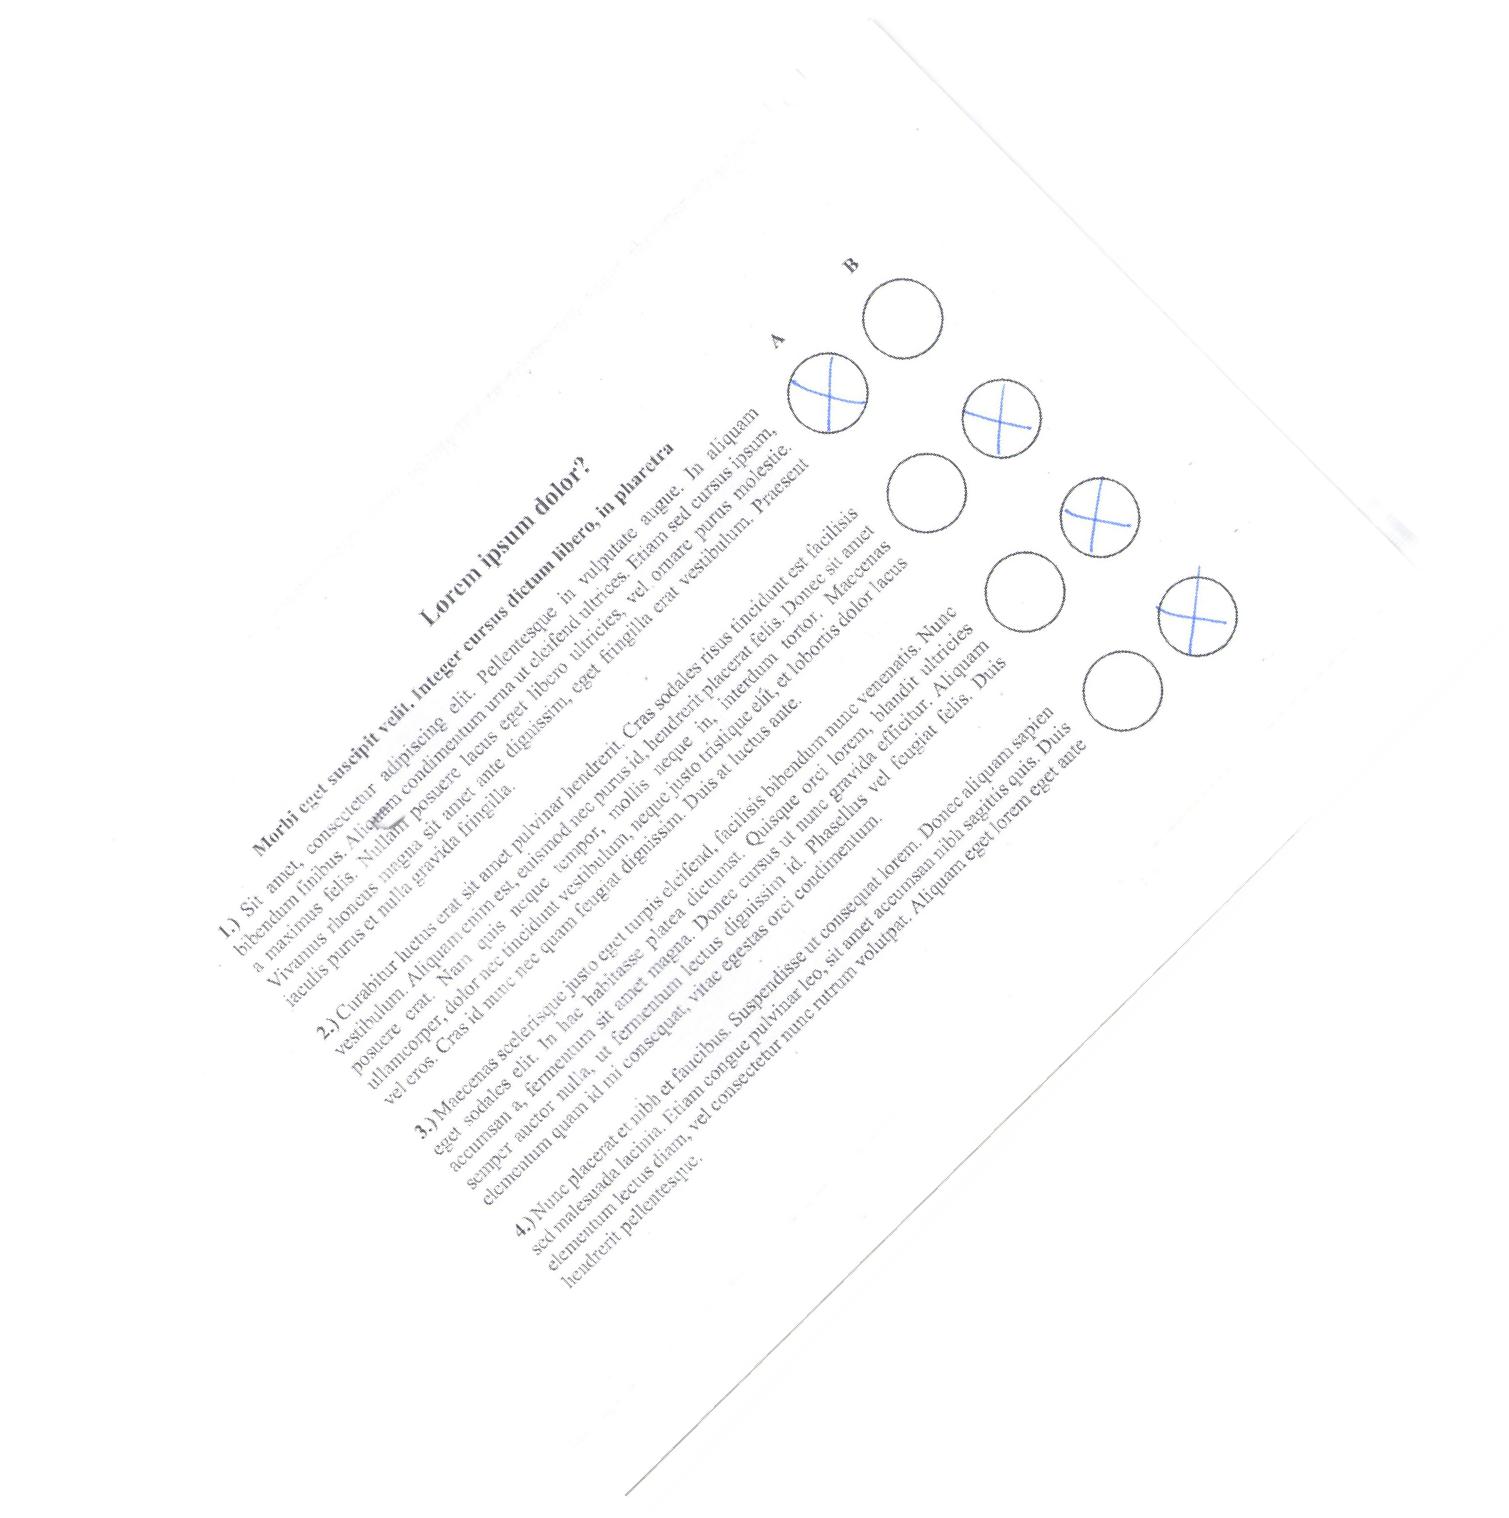 Lorem ipsum dolor?
Morbi eget suscipit velit. Integer cursus dictum libero, in pharetra
A B
1.) Sit amet, consectetur adipiscing elit. Pellentesque in vulputate augue. In aliquam
bibendum finibus. Aliquam condimentum urna ut eleifend ultrices. Etiam sed cursus ipsum,
a maximus felis. Nullam posuere lacus eget libero ultricies, vel ornare purus molestie.
Vivamus rhoncus magna sit amet ante dignissim, eget fringilla erat vestibulum. Praesent
iaculis purus et nulla gravida fringilla.
2.) Curabitur luctus erat sit amet pulvinar hendrerit. Cras sodales risus tincidunt est facilisis
vestibulum. Aliquam enim est, euismod nec purus id, hendrerit placerat felis. Donec sit amet
posuere erat. Nam quis neque tempor, mollis neque in, interdum tortor. Maecenas
ullamcorper, dolor nec tincidunt vestibulum, neque justo tristique elit, et lobortis dolor lacus
vel eros. Cras id nunc nec quam feugiat dignissim. Duis at luctus ante.
3.) Maecenas scelerisque justo eget turpis eleifend, facilisis bibendum nunc venenatis. Nunc
eget sodales elit. In hac habitasse platea dictumst. Quisque orci lorem, blandit ultricies
accumsan a, fermentum sit amet magna. Donec cursus ut nunc gravida efficitur. Aliquam
semper auctor nulla, ut fermentum lectus dignissim id. Phasellus vel feugiat felis. Duis
elementum quam id mi consequat, vitae egestas orci condimentum.
4.) Nunc placerat et nibh et faucibus. Suspendisse ut consequat lorem. Donec aliquam sapien
sed malesuada lacinia. Etiam congue pulvinar leo, sit amet accumsan nibh sagittis quis. Duis
elementum lectus diam, vel consectetur nunc rutrum volutpat. Aliquam eget lorem eget ante
hendrerit pellentesque.